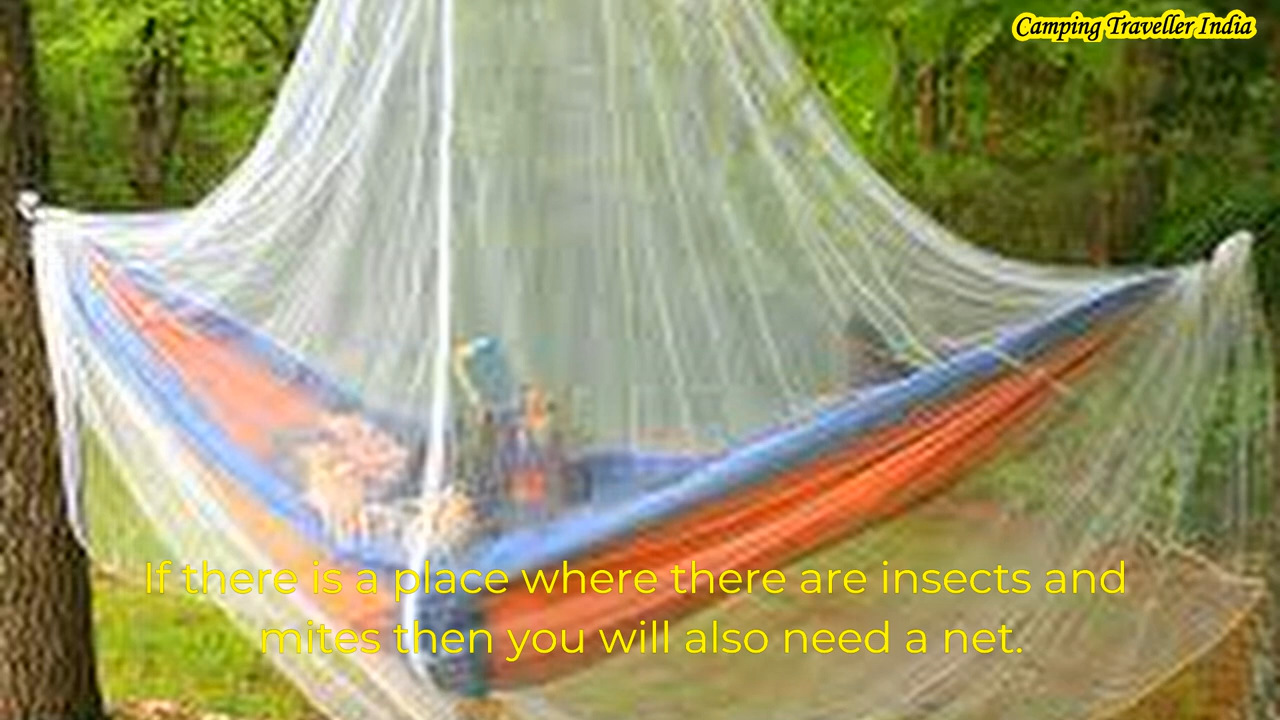 Camping Traveller India
If there is a place where there are insects and
mites then you will also need a net.